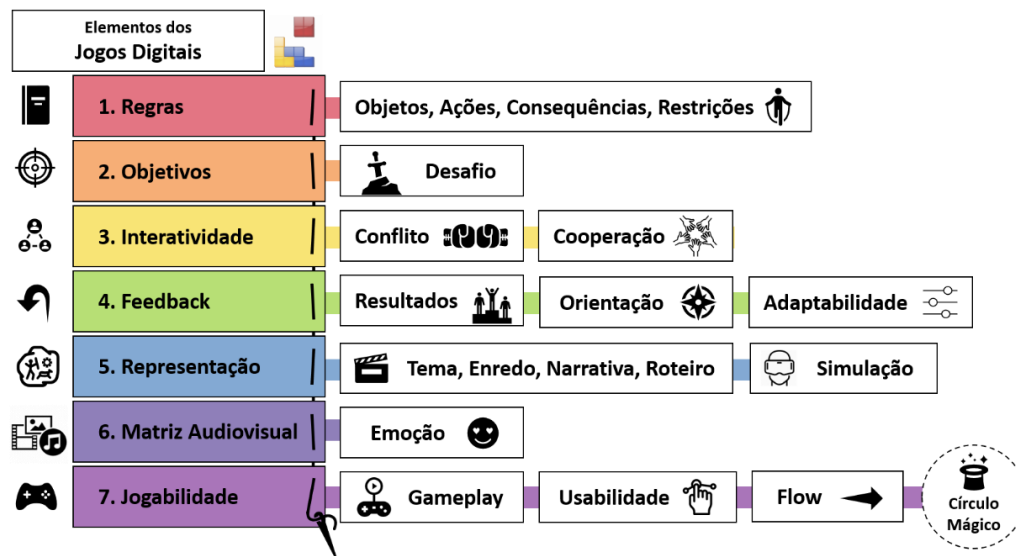 Elementos dos
Jogos Digitais
1. Regras
Objetos, Ações, Consequências, Restrições
2. Objetivos
Desafio
3. Interatividade
Conflito
Cooperação
4. Feedback
Resultados
Orientação
Adaptabilidade
5. Representação
Tema, Enredo, Narrativa, Roteiro
Simulação
6. Matriz Audiovisual
Emoção
7. Jogabilidade
Gameplay
Usabilidade
Flow
Círculo
Mágico